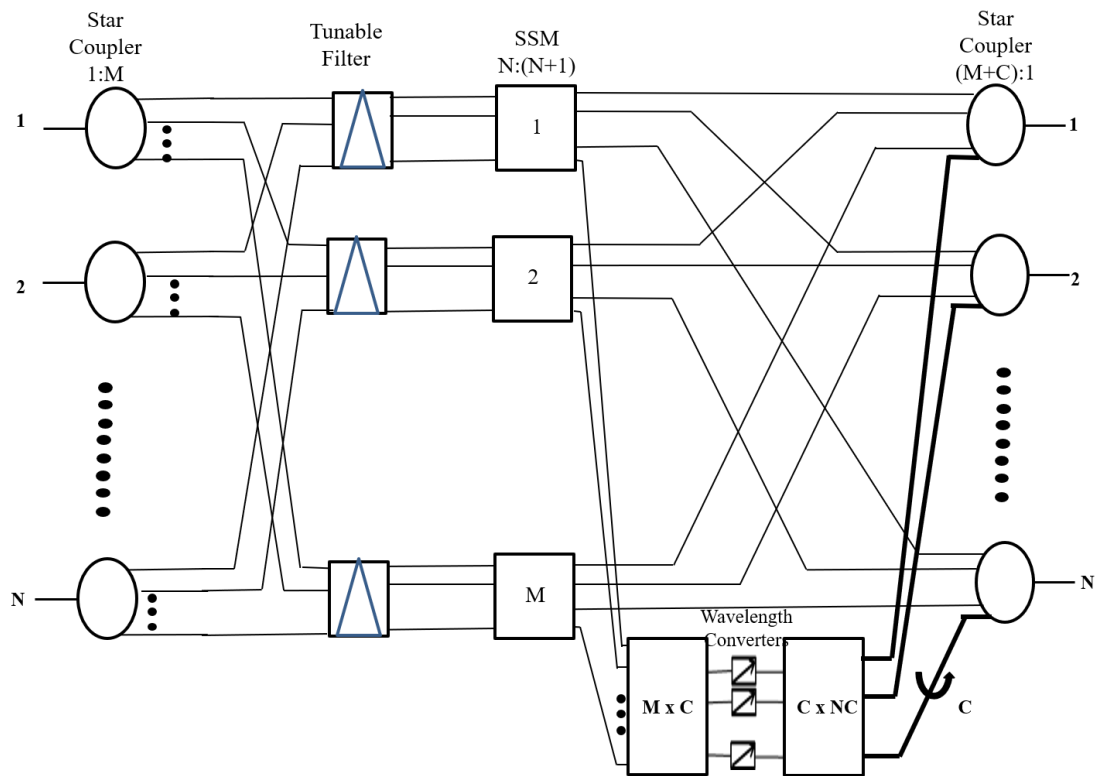 Star
Coupler
1:M
Tunable
Filter
SSM
N:(N+1)
Star
Coupler
(M+C):1
1
1
1
2
2
2
N
M
N
Wavelength
Converters
M x C
C x NC
C